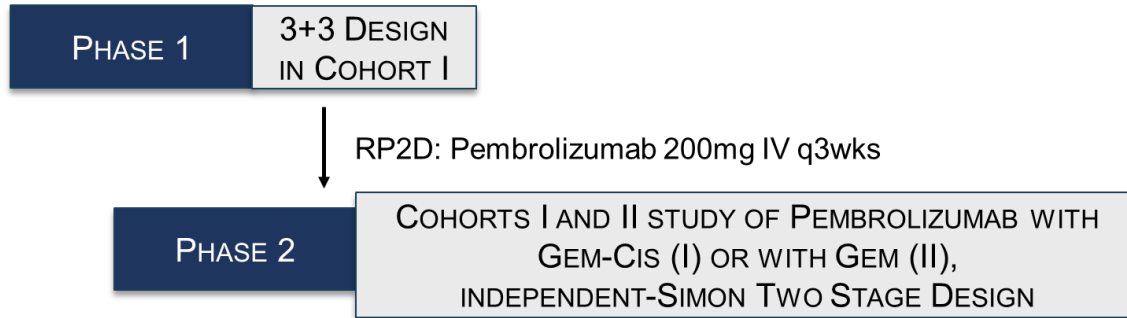 PHASE 1
3+3 DESIGN
IN COHORT I
RP2D: Pembrolizumab 200mg IV q3wks
PHASE 2
COHORTS I AND II STUDY OF PEMBROLIZUMAB WITH
GEM-CIS (I) OR WITH GEM (II),
INDEPENDENT-SIMON TWO STAGE DESIGN